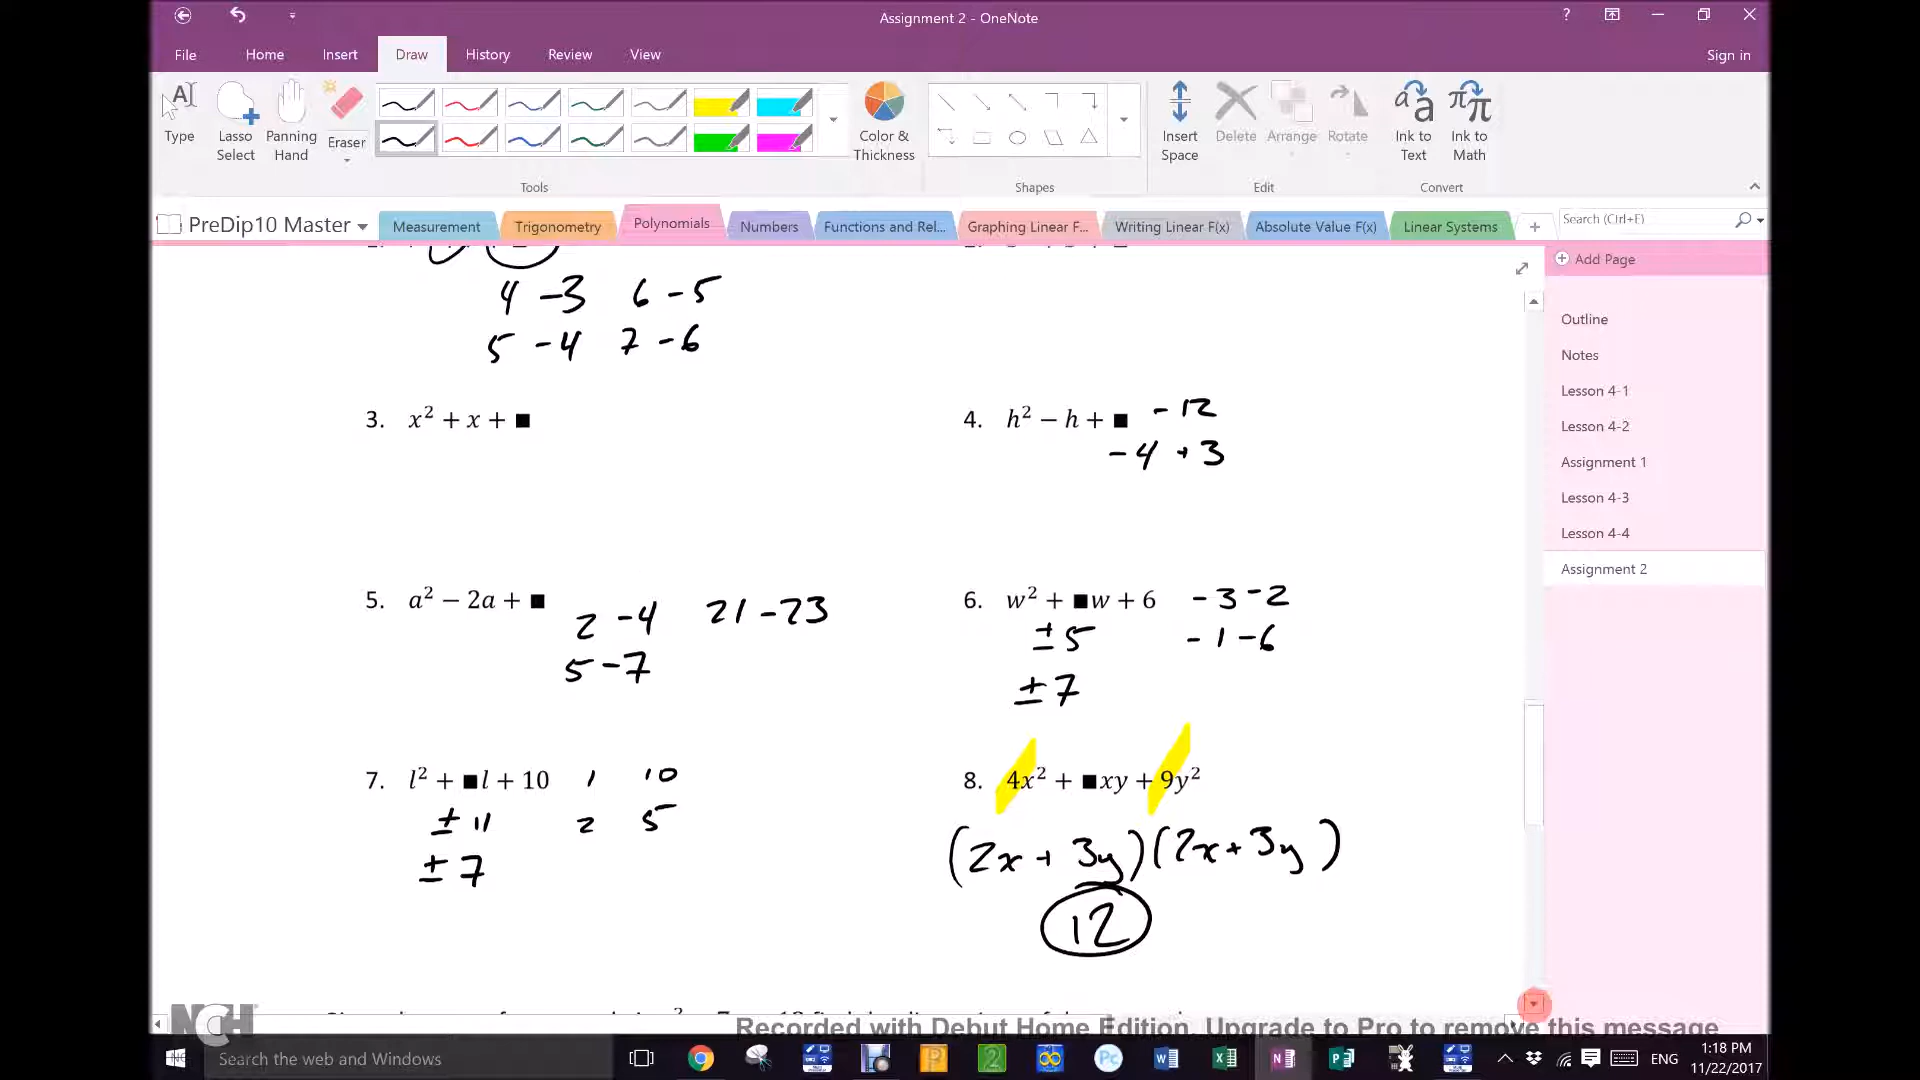 Assignment 2 - OneNote
?
File Home Insert Draw History Review View
Sign in
Type
Lasso Select
Panning Hand
Eraser
Color & Thickness
Insert Space
Delete
Arrange
Rotate
Ink to Text
Ink to Math
Tools Shapes Edit Convert
PreDip10 Master
Measurement Trigonometry Polynomials Numbers Functions and Rel... Graphing Linear F... Writing Linear F(x) Absolute Value F(x) Linear Systems +
Search (Ctrl+E)
Add Page
Outline
Notes
Lesson 4-1
Lesson 4-2
Assignment 1
Lesson 4-3
Lesson 4-4
Assignment 2
4 -3 6 -5
5 -4 7 -6
3. x² + x + ■
4. h² − h + ■ -12
-4 +3
5. a² − 2a + ■
2 -4 21 -23
5 -7
6. w² + ■w + 6 -3 -2
±5 -1 -6
±7
7. l² + ■l + 10 1 10
±11 2 5
±7
8. 4x² + ■xy + 9y²
(2x + 3y)(2x + 3y)
12
NCH
Recorded with Debut Home Edition. Upgrade to Pro to remove this message
Search the web and Windows
ENG
1:18 PM
11/22/2017